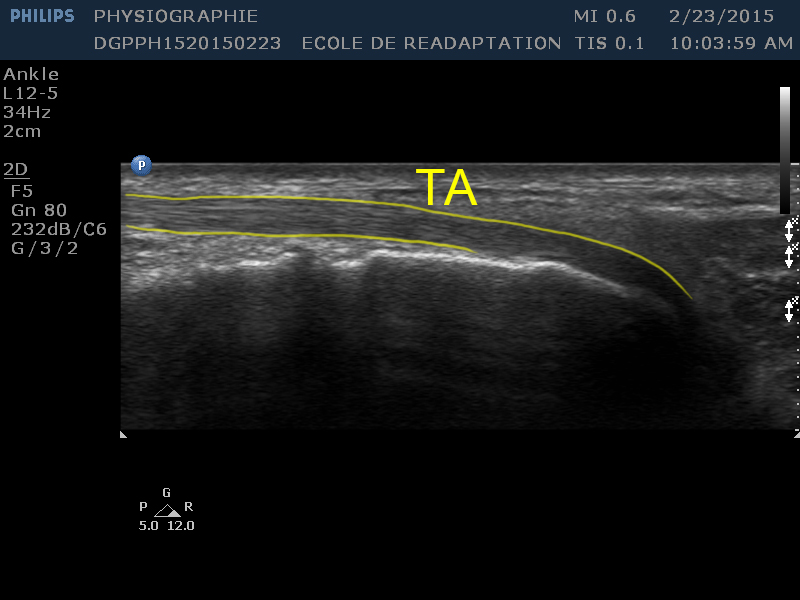 PHILIPS PHYSIOGRAPHIE MI 0.6 2/23/2015
DGPPH1520150223 ECOLE DE READAPTATION TIS 0.1 10:03:59 AM
Ankle
L12-5
34Hz
2cm
2D
F5
Gn 80
232dB/C6
G/3/2
P
TA
G
P R
5.0 12.0